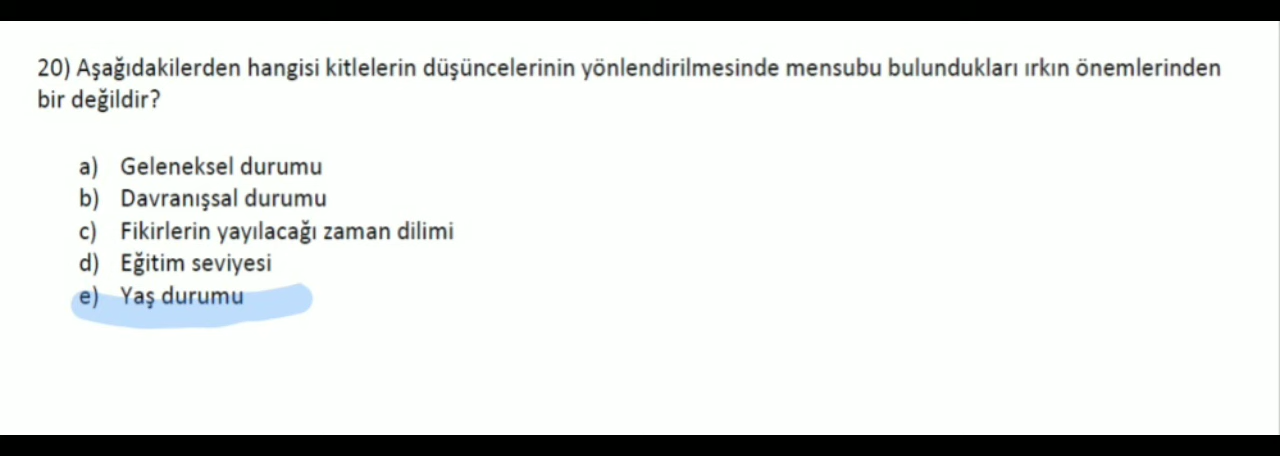 20) Aşağıdakilerden hangisi kitlelerin düşüncelerinin yönlendirilmesinde mensubu bulundukları ırkın önemlerinden
bir değildir?
a) Geleneksel durumu
b) Davranışsal durumu
c) Fikirlerin yayılacağı zaman dilimi
d) Eğitim seviyesi
e) Yaş durumu